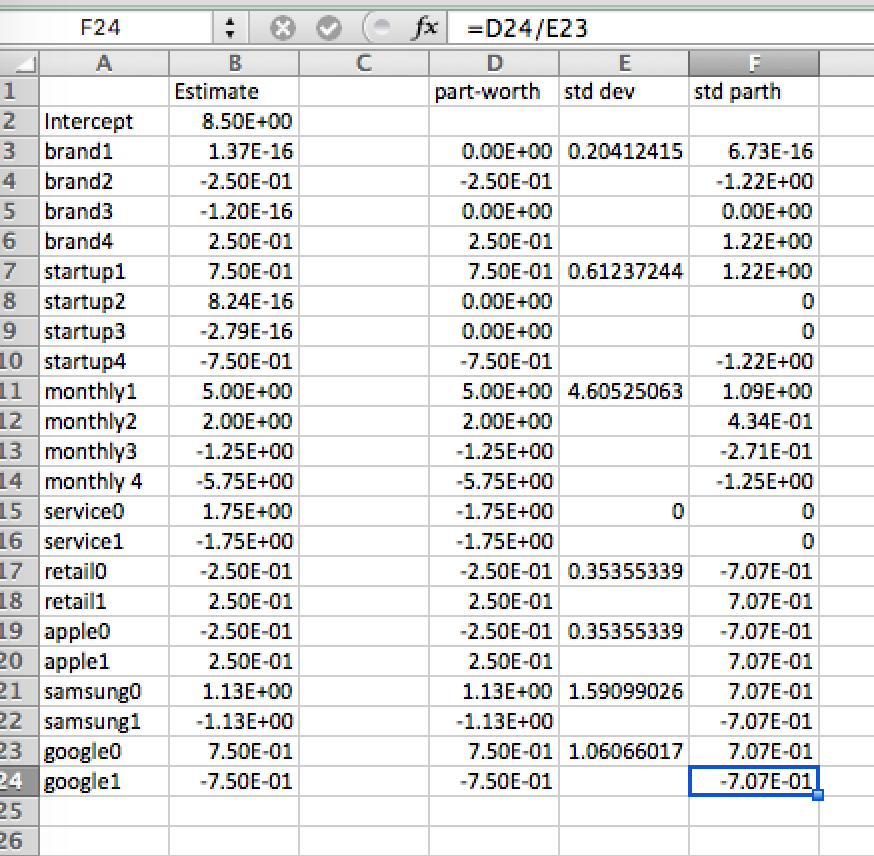 F24 fx =D24/E23
A B C D E F
1 Estimate part-worth std dev std parth
2 Intercept 8.50E+00
3 brand1 1.37E-16 0.00E+00 0.20412415 6.73E-16
4 brand2 -2.50E-01 -2.50E-01 -1.22E+00
5 brand3 -1.20E-16 0.00E+00 0.00E+00
6 brand4 2.50E-01 2.50E-01 1.22E+00
7 startup1 7.50E-01 7.50E-01 0.61237244 1.22E+00
8 startup2 8.24E-16 0.00E+00 0
9 startup3 -2.79E-16 0.00E+00 0
10 startup4 -7.50E-01 -7.50E-01 -1.22E+00
11 monthly1 5.00E+00 5.00E+00 4.60525063 1.09E+00
12 monthly2 2.00E+00 2.00E+00 4.34E-01
13 monthly3 -1.25E+00 -1.25E+00 -2.71E-01
14 monthly 4 -5.75E+00 -5.75E+00 -1.25E+00
15 service0 1.75E+00 -1.75E+00 0 0
16 service1 -1.75E+00 -1.75E+00 0
17 retail0 -2.50E-01 -2.50E-01 0.35355339 -7.07E-01
18 retail1 2.50E-01 2.50E-01 7.07E-01
19 apple0 -2.50E-01 -2.50E-01 0.35355339 -7.07E-01
20 apple1 2.50E-01 2.50E-01 7.07E-01
21 samsung0 1.13E+00 1.13E+00 1.59099026 7.07E-01
22 samsung1 -1.13E+00 -1.13E+00 -7.07E-01
23 google0 7.50E-01 7.50E-01 1.06066017 7.07E-01
24 google1 -7.50E-01 -7.50E-01 -7.07E-01
25
26